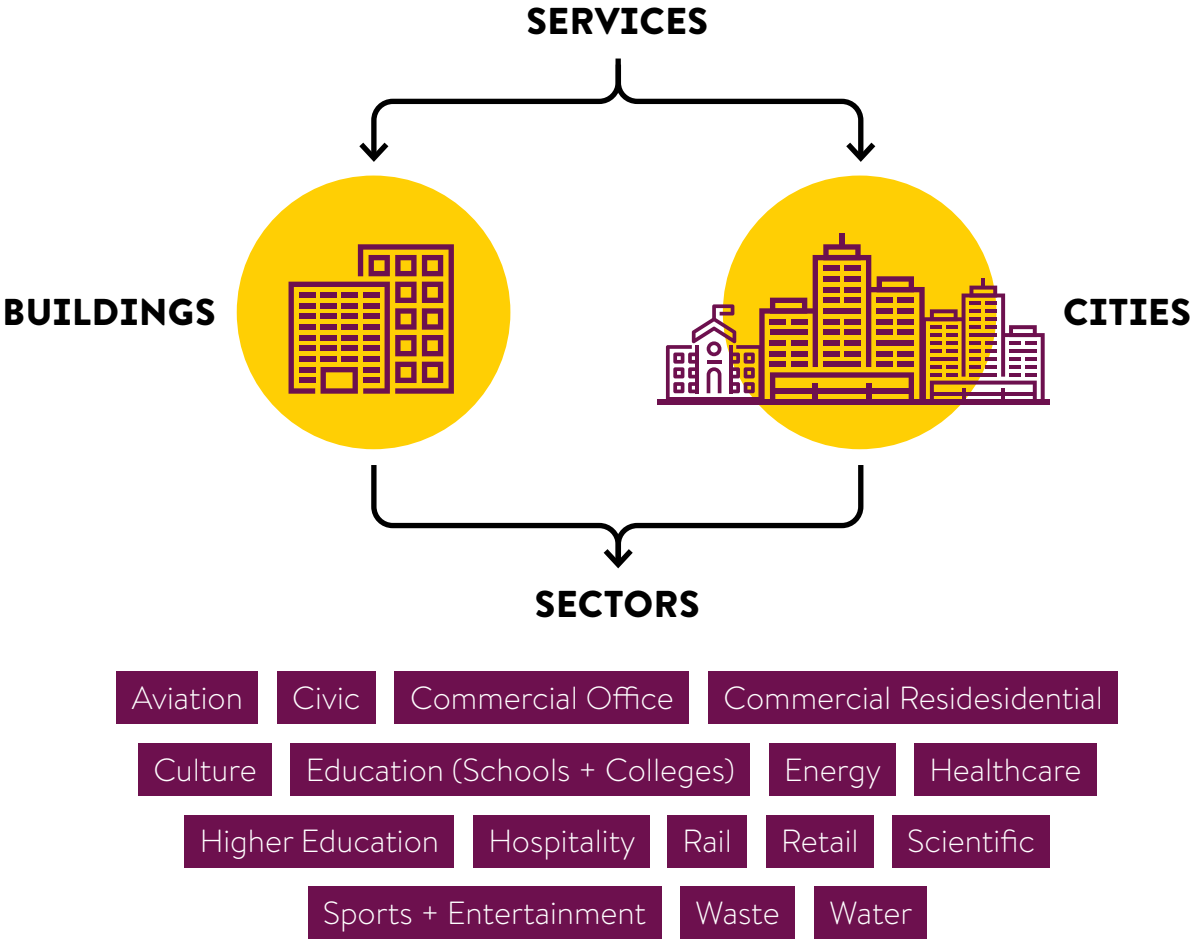 SERVICES
BUILDINGS
CITIES
SECTORS
Aviation Civic Commercial Office Commercial Residesidential
Culture Education (Schools + Colleges) Energy Healthcare
Higher Education Hospitality Rail Retail Scientific
Sports + Entertainment Waste Water